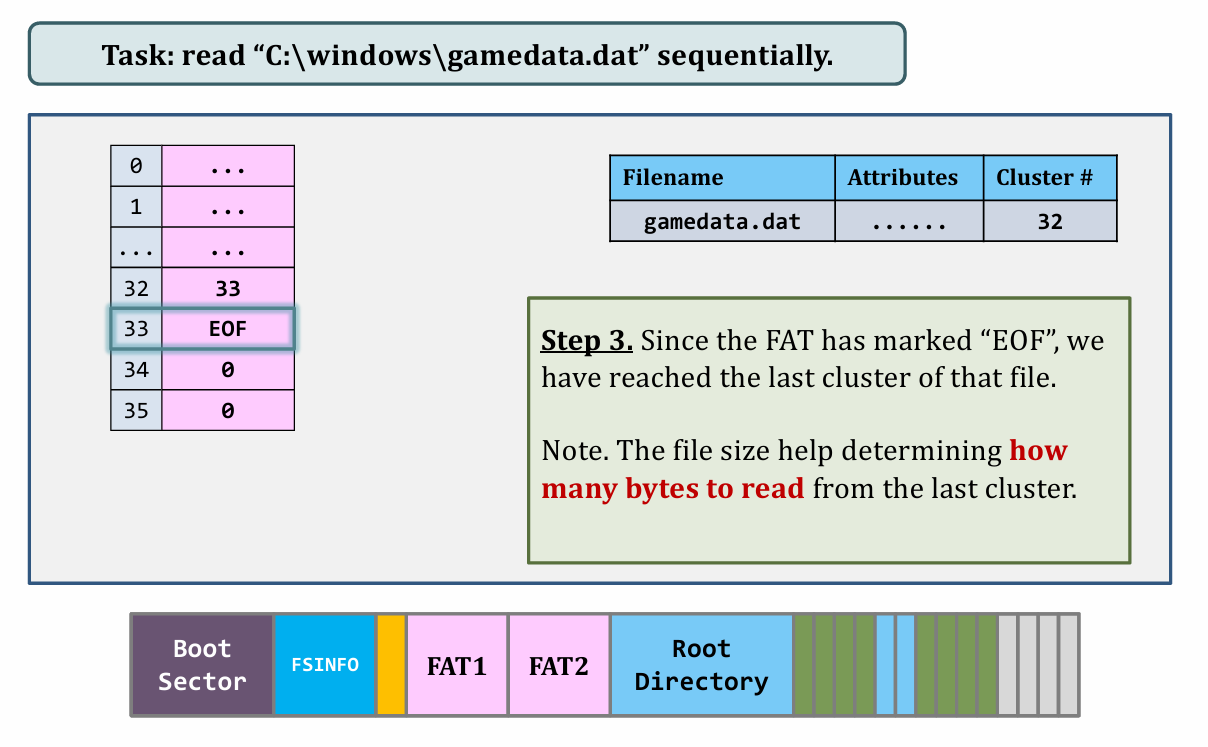 Task: read “C:\windows\gamedata.dat” sequentially.
0 ...
1 ...
... ...
32 33
33 EOF
34 0
35 0
Filename Attributes Cluster #
gamedata.dat ...... 32
Step 3. Since the FAT has marked “EOF”, we
have reached the last cluster of that file.
Note. The file size help determining how
many bytes to read from the last cluster.
Boot
Sector
FSINFO
FAT1
FAT2
Root
Directory